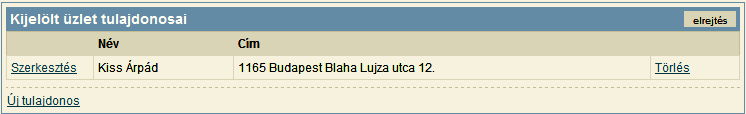 Kijelölt üzlet tulajdonosai elrejtés
Név Cím
Szerkesztés Kiss Árpád 1165 Budapest Blaha Lujza utca 12. Törlés
Új tulajdonos